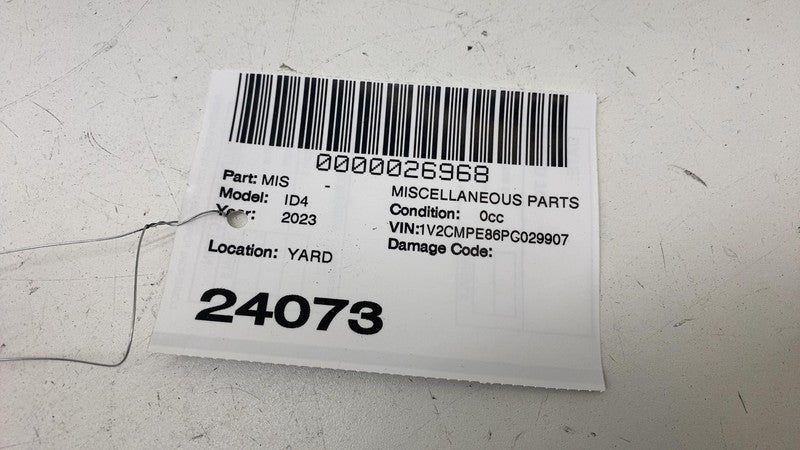 0000026968
Part: MIS - MISCELLANEOUS PARTS
Model: ID4 Condition: 0cc
Year: 2023 VIN:1V2CMPE86PC029907
Location: YARD Damage Code:
24073